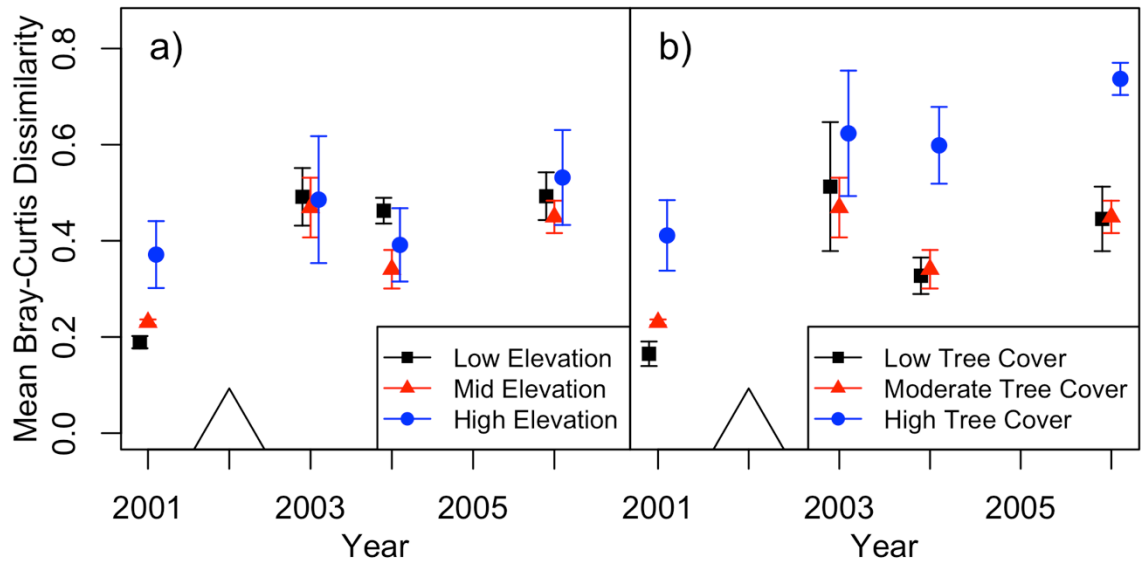 Mean Bray-Curtis Dissimilarity
0.8
0.6
0.4
0.2
0.0
a)
Low Elevation
Mid Elevation
High Elevation
2001
2003
2005
Year
b)
Low Tree Cover
Moderate Tree Cover
High Tree Cover
2001
2003
2005
Year